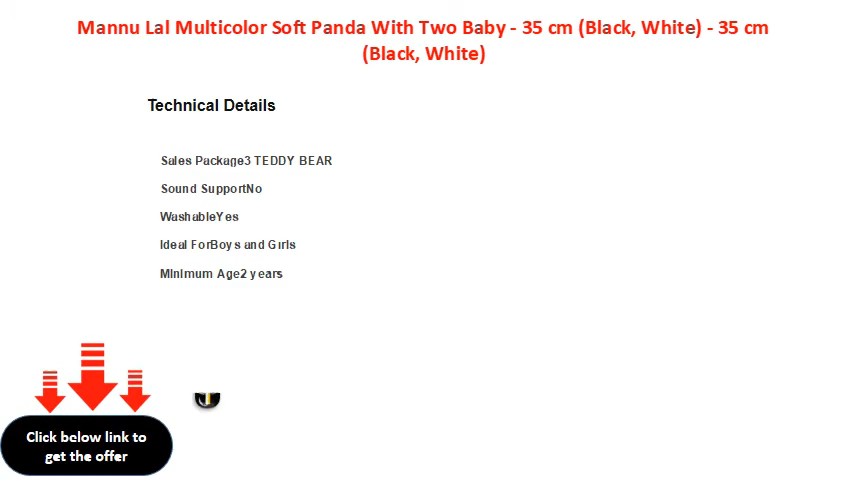 Mannu Lal Multicolor Soft Panda With Two Baby - 35 cm (Black, White) - 35 cm
(Black, White)
Technical Details
Sales Package3 TEDDY BEAR
Sound SupportNo
WashableYes
Ideal ForBoys and Girls
Minimum Age2 years
Click below link to
get the offer